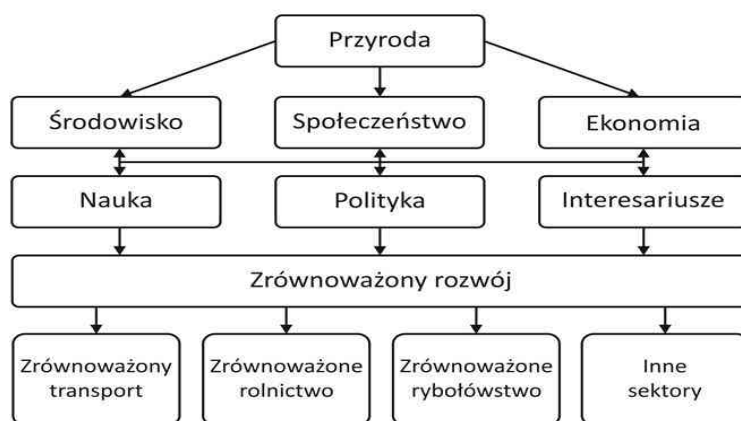 Przyroda
Środowisko
Społeczeństwo
Ekonomia
Nauka
Polityka
Interesariusze
Zrównoważony rozwój
Zrównoważony
transport
Zrównoważone
rolnictwo
Zrównoważone
rybołówstwo
Inne
sektory